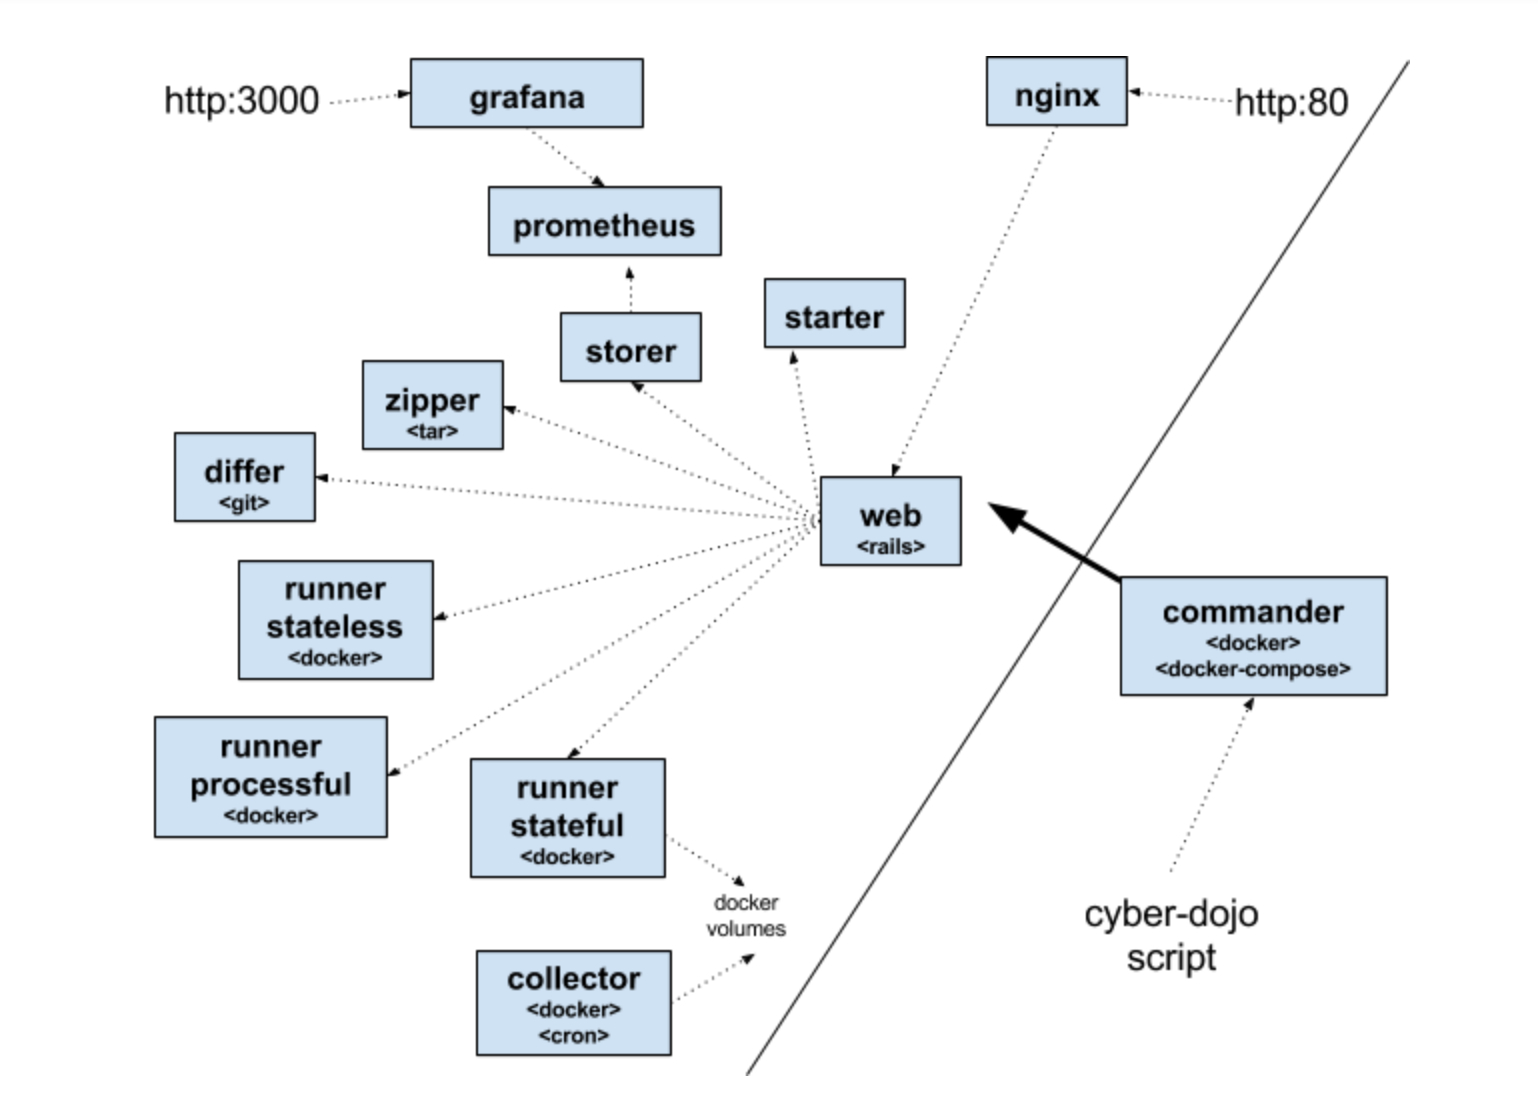 http:3000
grafana
nginx
http:80
prometheus
starter
storer
zipper
<tar>
differ
<git>
web
<rails>
runner
stateless
<docker>
commander
<docker>
<docker-compose>
runner
processful
<docker>
runner
stateful
<docker>
docker
volumes
cyber-dojo
script
collector
<docker>
<cron>